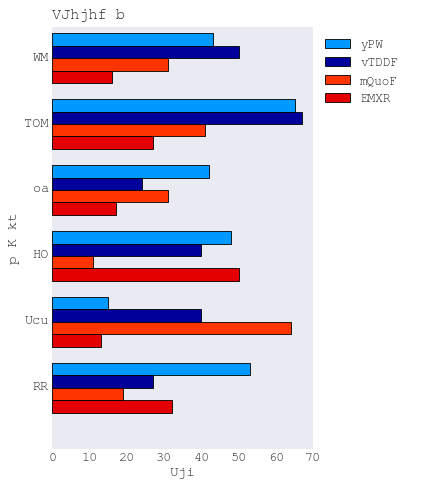 VJhjhf b
yPW
vTDDF
mQuoF
EMXR
WM
TOM
oa
HO
Ucu
RR
p K kt
0 10 20 30 40 50 60 70
Uji